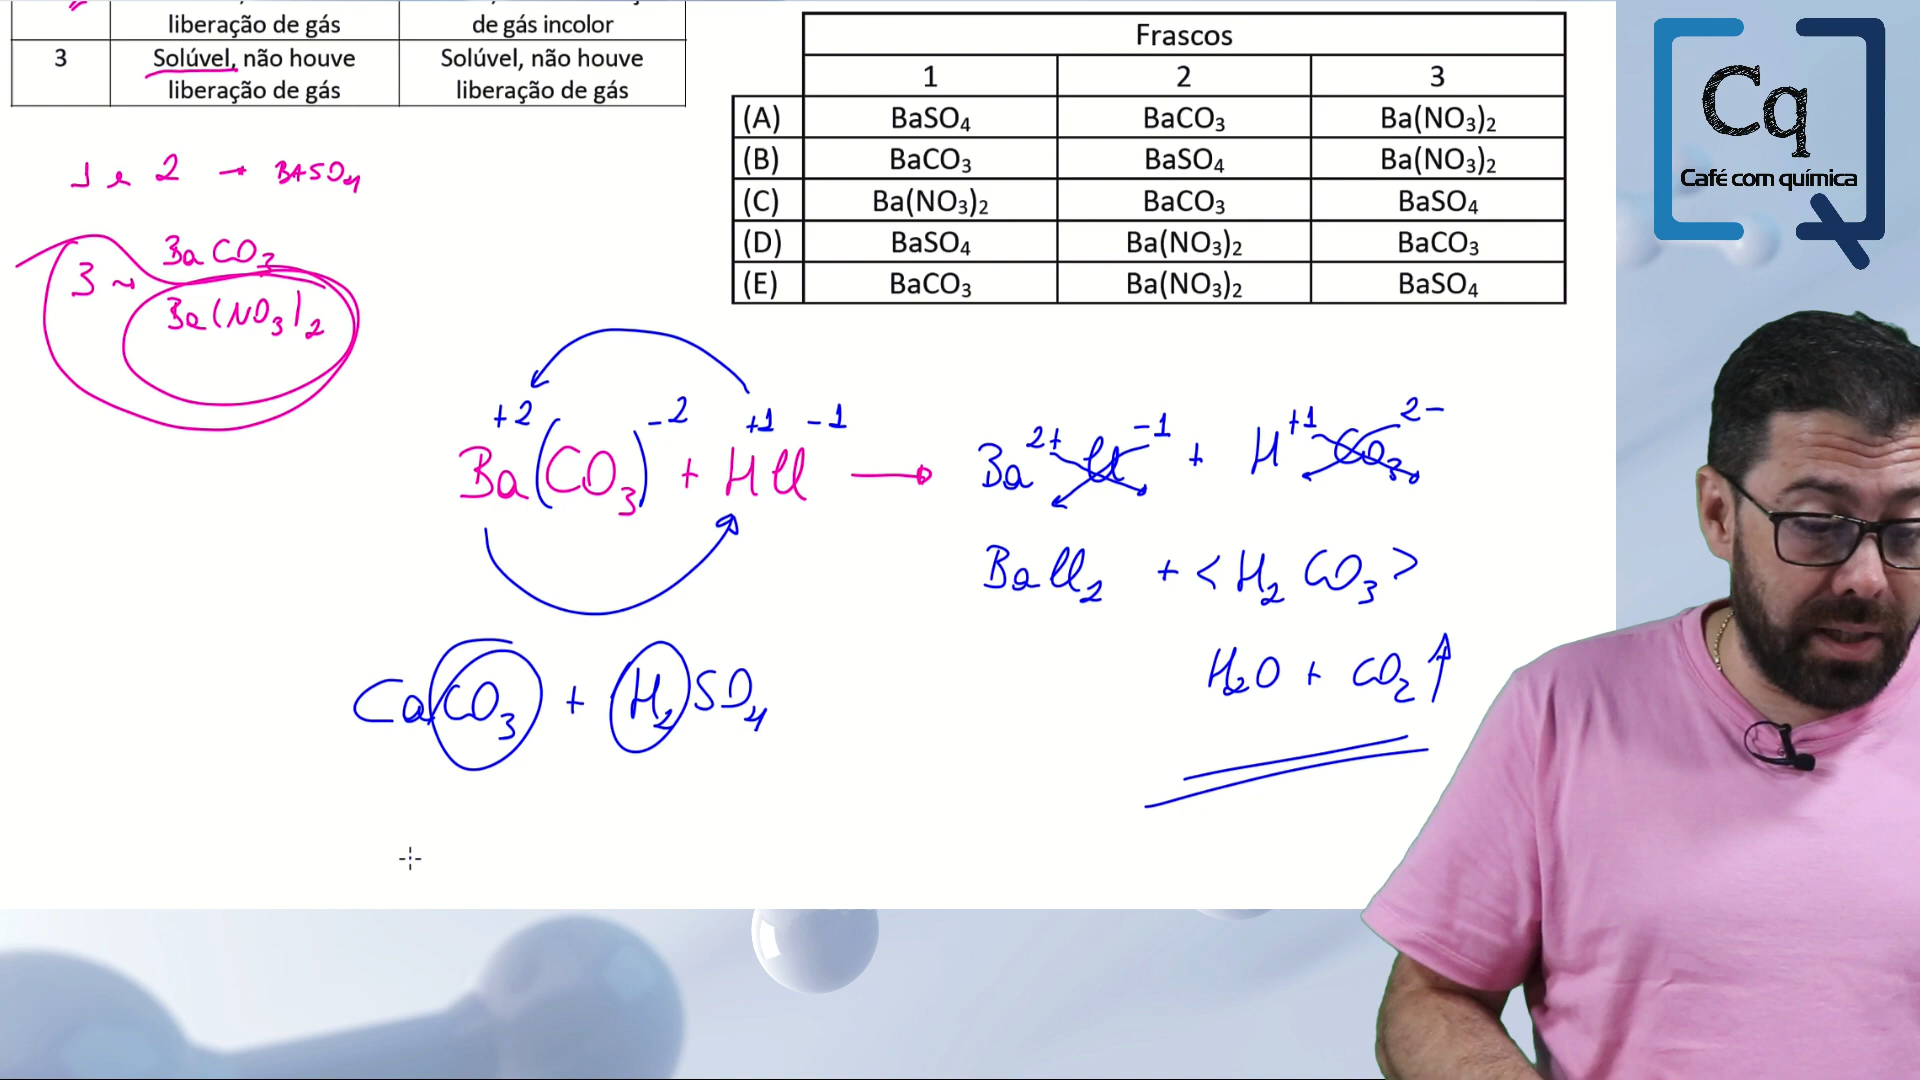 liberação de gás
de gás incolor
3
Solúvel, não houve
liberação de gás
Solúvel, não houve
liberação de gás
Frascos
1 2 3
(A) BaSO₄ BaCO₃ Ba(NO₃)₂
(B) BaCO₃ BaSO₄ Ba(NO₃)₂
(C) Ba(NO₃)₂ BaCO₃ BaSO₄
(D) BaSO₄ Ba(NO₃)₂ BaCO₃
(E) BaCO₃ Ba(NO₃)₂ BaSO₄
Cq
Café com química
1 e 2 → BASO₄
BaCO₃
3 ~
Ba(NO₃)₂
+2 -2 +1 -1
Ba(CO₃) + HCl → Ba²⁺ Cl⁻¹ + H⁺¹ CO₃²⁻
BaCl₂ + <H₂CO₃>
H₂O + CO₂↑
CaCO₃ + H₂SO₄